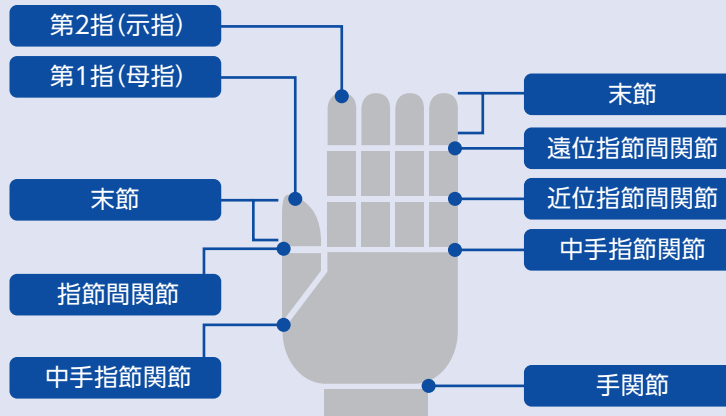 第2指(示指)
第1指(母指)
末節
指節間関節
中手指節関節
末節
遠位指節間関節
近位指節間関節
中手指節関節
手関節